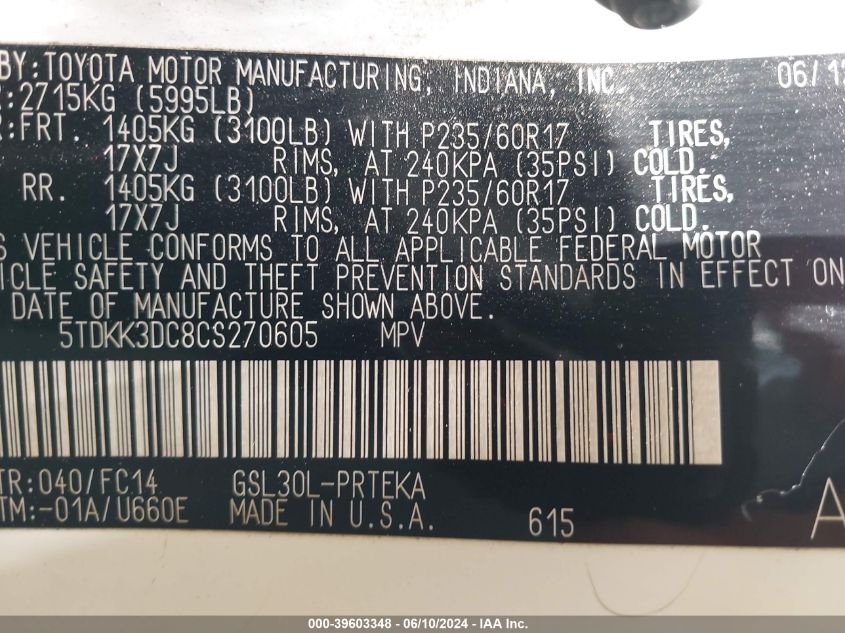 BY:TOYOTA MOTOR MANUFACTURING, INDIANA, INC. 06/12
:2715KG (5995LB)
:FRT. 1405KG (3100LB) WITH P235/60R17 TIRES,
17X7J RIMS, AT 240KPA (35PSI) COLD.
RR. 1405KG (3100LB) WITH P235/60R17 TIRES,
17X7J RIMS, AT 240KPA (35PSI) COLD.
S VEHICLE CONFORMS TO ALL APPLICABLE FEDERAL MOTOR
ICLE SAFETY AND THEFT PREVENTION STANDARDS IN EFFECT ON
DATE OF MANUFACTURE SHOWN ABOVE.
5TDKK3DC8CS270605 MPV
TR:040/FC14 GSL30L-PRTEKA
TM:-01A/U660E MADE IN U.S.A. 615 A
000-39603348 - 06/10/2024 - IAAI.com